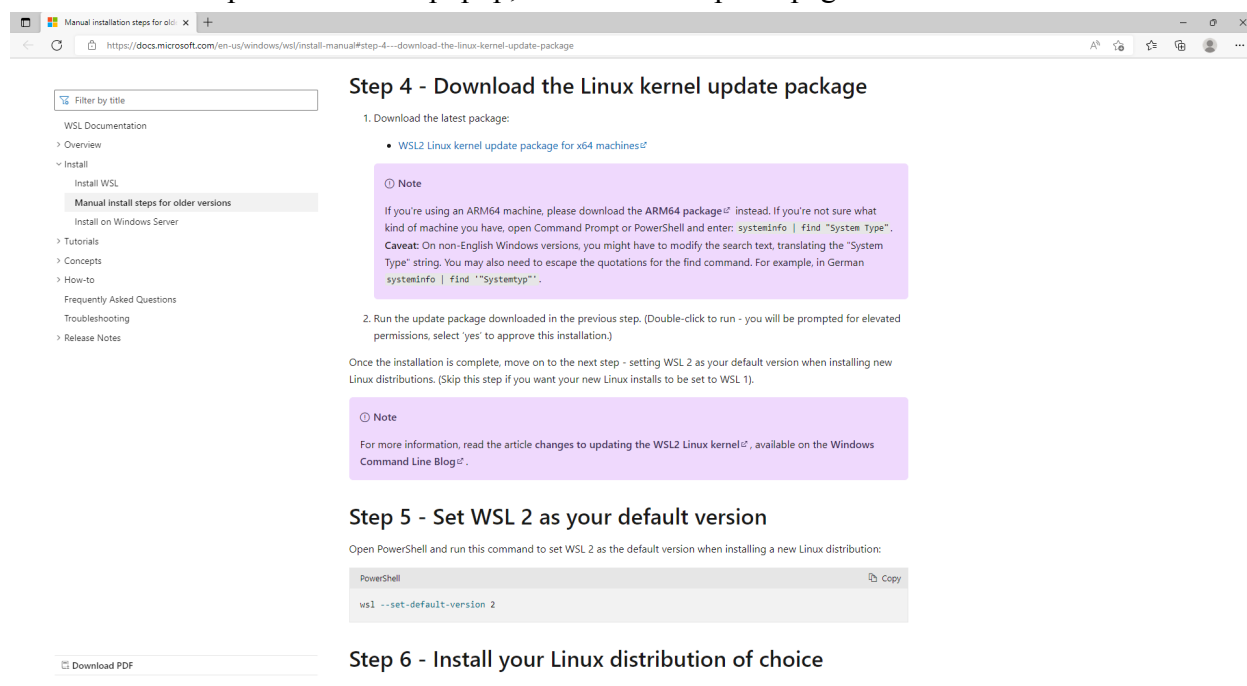 Manual installation steps for old
https://docs.microsoft.com/en-us/windows/wsl/install-manual#step-4---download-the-linux-kernel-update-package
Filter by title
WSL Documentation
Overview
Install
Install WSL
Manual install steps for older versions
Install on Windows Server
Tutorials
Concepts
How-to
Frequently Asked Questions
Troubleshooting
Release Notes
Download PDF
Step 4 - Download the Linux kernel update package
1. Download the latest package:
• WSL2 Linux kernel update package for x64 machines
Note
If you're using an ARM64 machine, please download the ARM64 package instead. If you're not sure what
kind of machine you have, open Command Prompt or PowerShell and enter: systeminfo | find "System Type".
Caveat: On non-English Windows versions, you might have to modify the search text, translating the "System
Type" string. You may also need to escape the quotations for the find command. For example, in German
systeminfo | find '"Systemtyp"'.
2. Run the update package downloaded in the previous step. (Double-click to run - you will be prompted for elevated
permissions, select 'yes' to approve this installation.)
Once the installation is complete, move on to the next step - setting WSL 2 as your default version when installing new
Linux distributions. (Skip this step if you want your new Linux installs to be set to WSL 1).
Note
For more information, read the article changes to updating the WSL2 Linux kernel, available on the Windows
Command Line Blog.
Step 5 - Set WSL 2 as your default version
Open PowerShell and run this command to set WSL 2 as the default version when installing a new Linux distribution:
PowerShell
Copy
wsl --set-default-version 2
Step 6 - Install your Linux distribution of choice